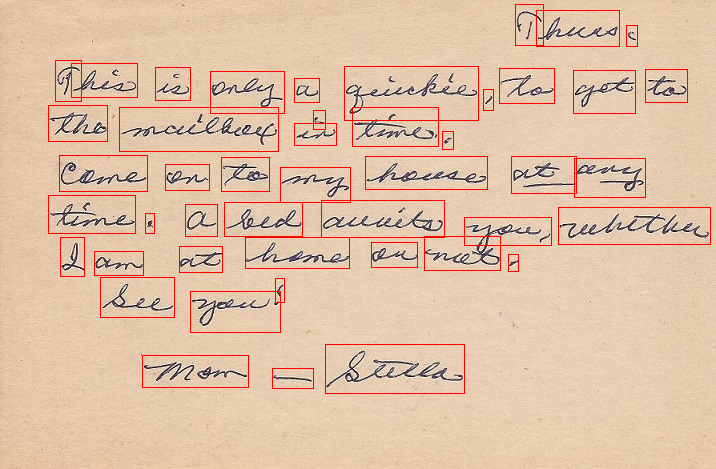 Thurs.
This is only a quickie, to get to
the mailbox in time.
Come on to my house at any
time. A bed awaits you, whether
I am at home or not.
See you!
Mom — Stella